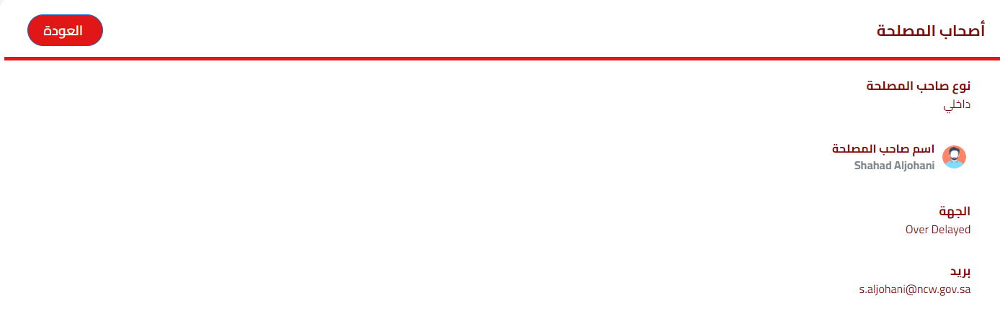 أصحاب المصلحة
العودة
نوع صاحب المصلحة
داخلي
اسم صاحب المصلحة
Shahad Aljohani
الجهة
Over Delayed
بريد
s.aljohani@ncw.gov.sa